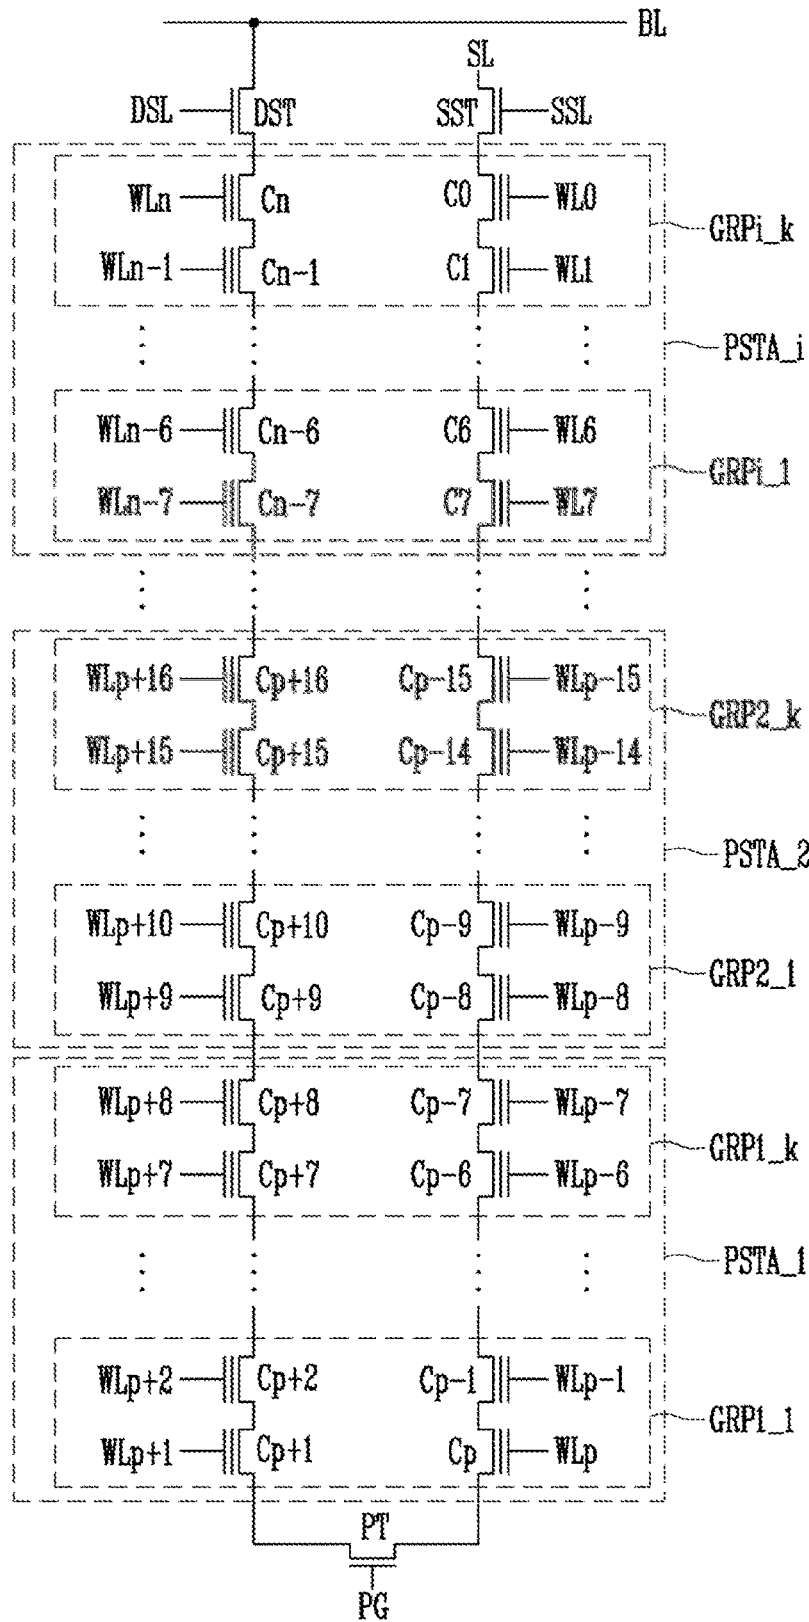 BL
SL
DSL DST SST SSL
WLn Cn C0 WL0
GRPi_k
WLn-1 Cn-1 C1 WL1
PSTA_i
WLn-6 Cn-6 C6 WL6
GRPi_1
WLn-7 Cn-7 C7 WL7
WLp+16 Cp+16 Cp-15 WLp-15
GRP2_k
WLp+15 Cp+15 Cp-14 WLp-14
PSTA_2
WLp+10 Cp+10 Cp-9 WLp-9
GRP2_1
WLp+9 Cp+9 Cp-8 WLp-8
WLp+8 Cp+8 Cp-7 WLp-7
GRP1_k
WLp+7 Cp+7 Cp-6 WLp-6
PSTA_1
WLp+2 Cp+2 Cp-1 WLp-1
GRP1_1
WLp+1 Cp+1 Cp WLp
PT
PG